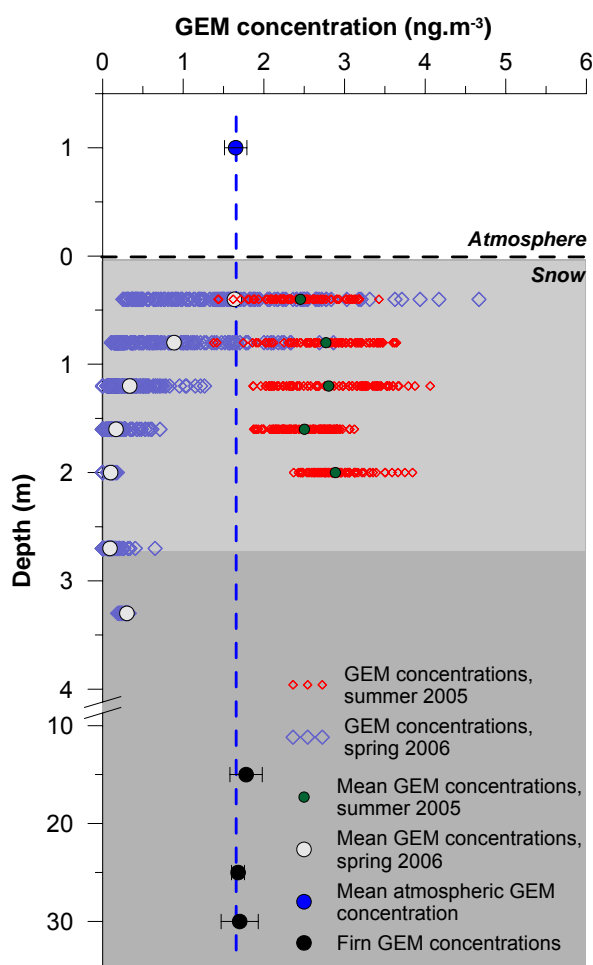 GEM concentration (ng.m-3)
0 1 2 3 4 5 6
1
Atmosphere
0
Snow
1
2
Depth (m)
3
4
10
20
30
GEM concentrations,
summer 2005
GEM concentrations,
spring 2006
Mean GEM concentrations,
summer 2005
Mean GEM concentrations,
spring 2006
Mean atmospheric GEM
concentration
Firn GEM concentrations